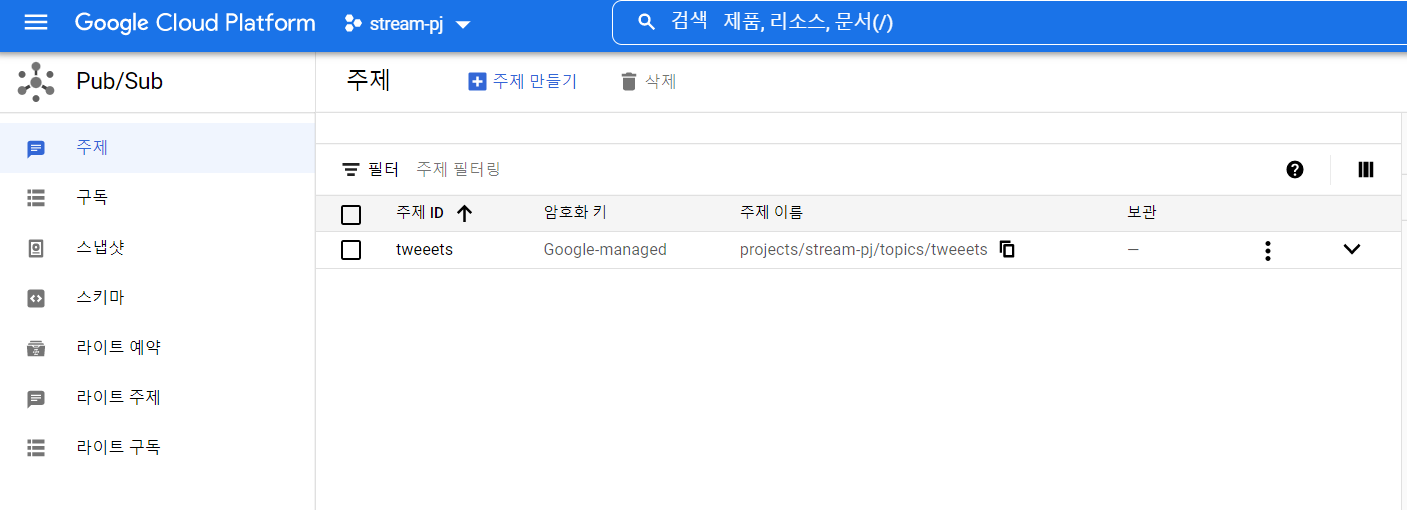 Google Cloud Platform stream-pj 검색 제품, 리소스, 문서(/)
Pub/Sub 주제 주제 만들기 삭제
주제
필터 주제 필터링
구독
주제 ID 암호화 키 주제 이름 보관
스냅샷
tweeets Google-managed projects/stream-pj/topics/tweeets —
스키마
라이트 예약
라이트 주제
라이트 구독